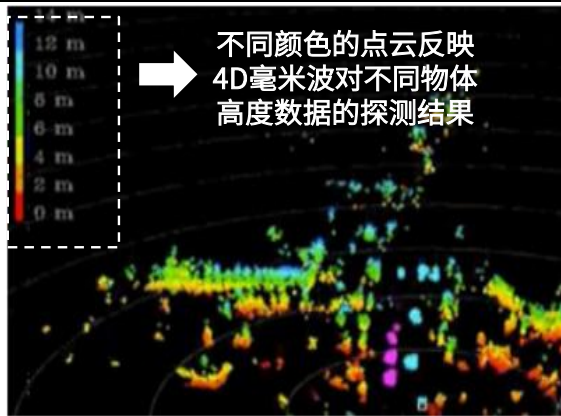 14 m
12 m
10 m
8 m
6 m
4 m
2 m
0 m
不同颜色的点云反映
4D毫米波对不同物体
高度数据的探测结果